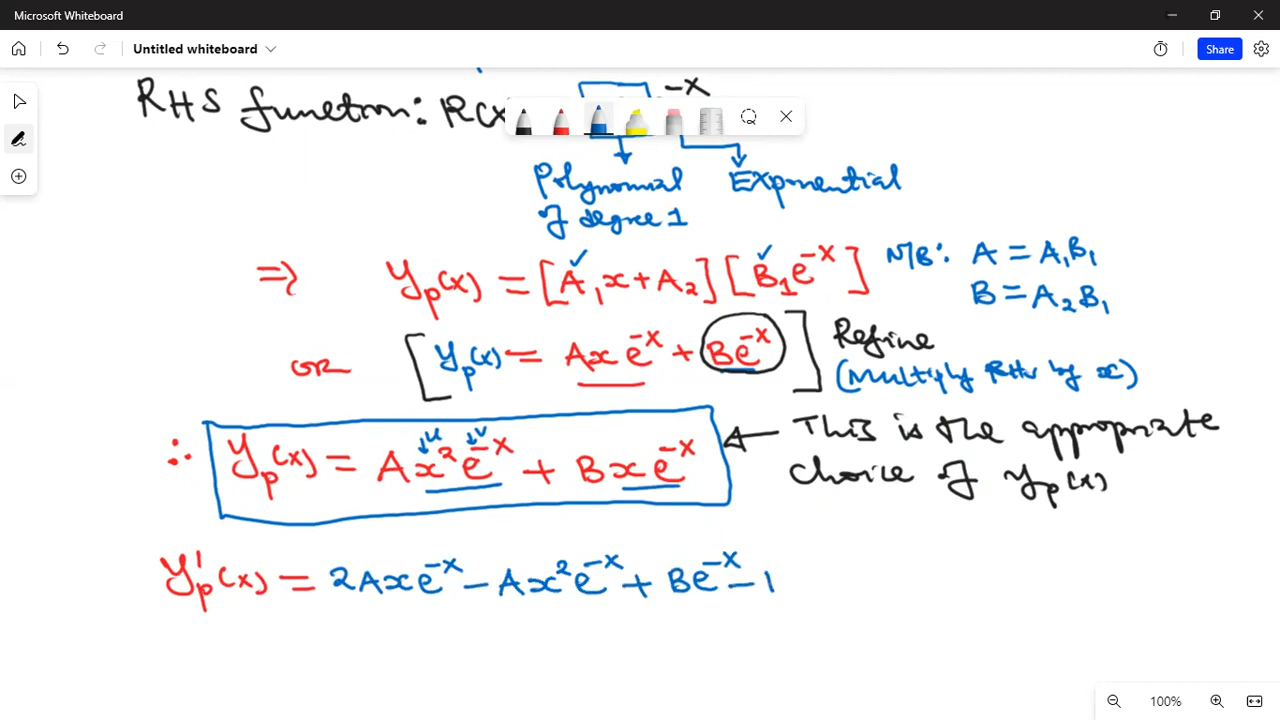 Microsoft Whiteboard
Untitled whiteboard
Share
RHS function: R(x -x
Polynomial Exponential
of degree 1
⇒ yp(x) = [A₁x+A₂][B₁e^-x] N/B: A = A₁B₁
B = A₂B₁
or [yp(x) = Axe^-x + Be^-x] Refine
(Multiply RHS by x)
u v
∴ yp(x) = Ax²e^-x + Bxe^-x This is the appropriate
choice of yp(x)
y'p(x) = 2Axe^-x - Ax²e^-x + Be^-x - 1
100%